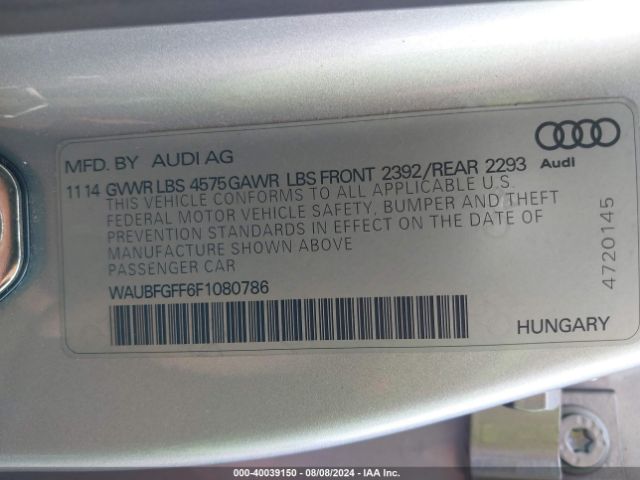 MFD. BY AUDI AG
Audi
1114 GVWR LBS 4575 GAWR LBS FRONT 2392/REAR 2293
THIS VEHICLE CONFORMS TO ALL APPLICABLE U.S.
FEDERAL MOTOR VEHICLE SAFETY, BUMPER AND THEFT
PREVENTION STANDARDS IN EFFECT ON THE DATE OF
MANUFACTURE SHOWN ABOVE
PASSENGER CAR
WAUBFGFF6F1080786
4720145
HUNGARY
000-40039150 - 08/08/2024 - IAA Inc.